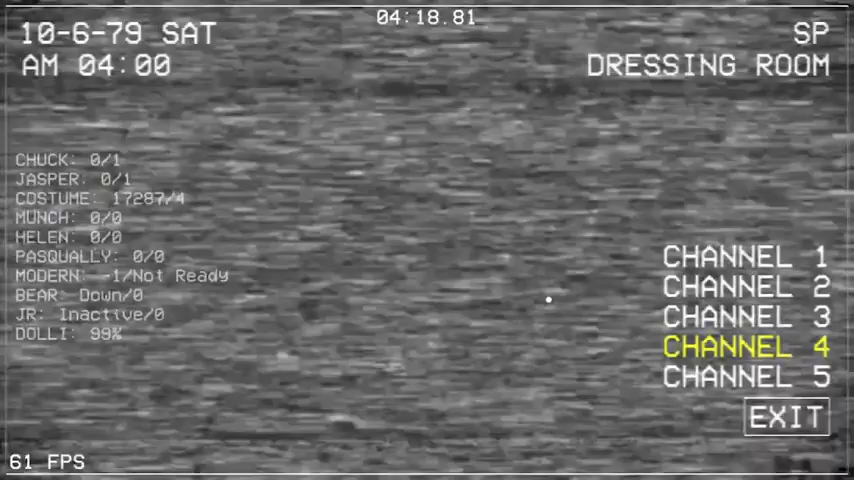 04:18.81
10-6-79 SAT
AM 04:00
SP
DRESSING ROOM
CHUCK: 0/1
JASPER: 0/1
COSTUME: 17287/4
MUNCH: 0/0
HELEN: 0/0
PASQUALLY: 0/0
MODERN: -1/Not Ready
BEAR: Down/0
JR: Inactive/0
DOLLI: 99%
CHANNEL 1
CHANNEL 2
CHANNEL 3
CHANNEL 4
CHANNEL 5
EXIT
61 FPS